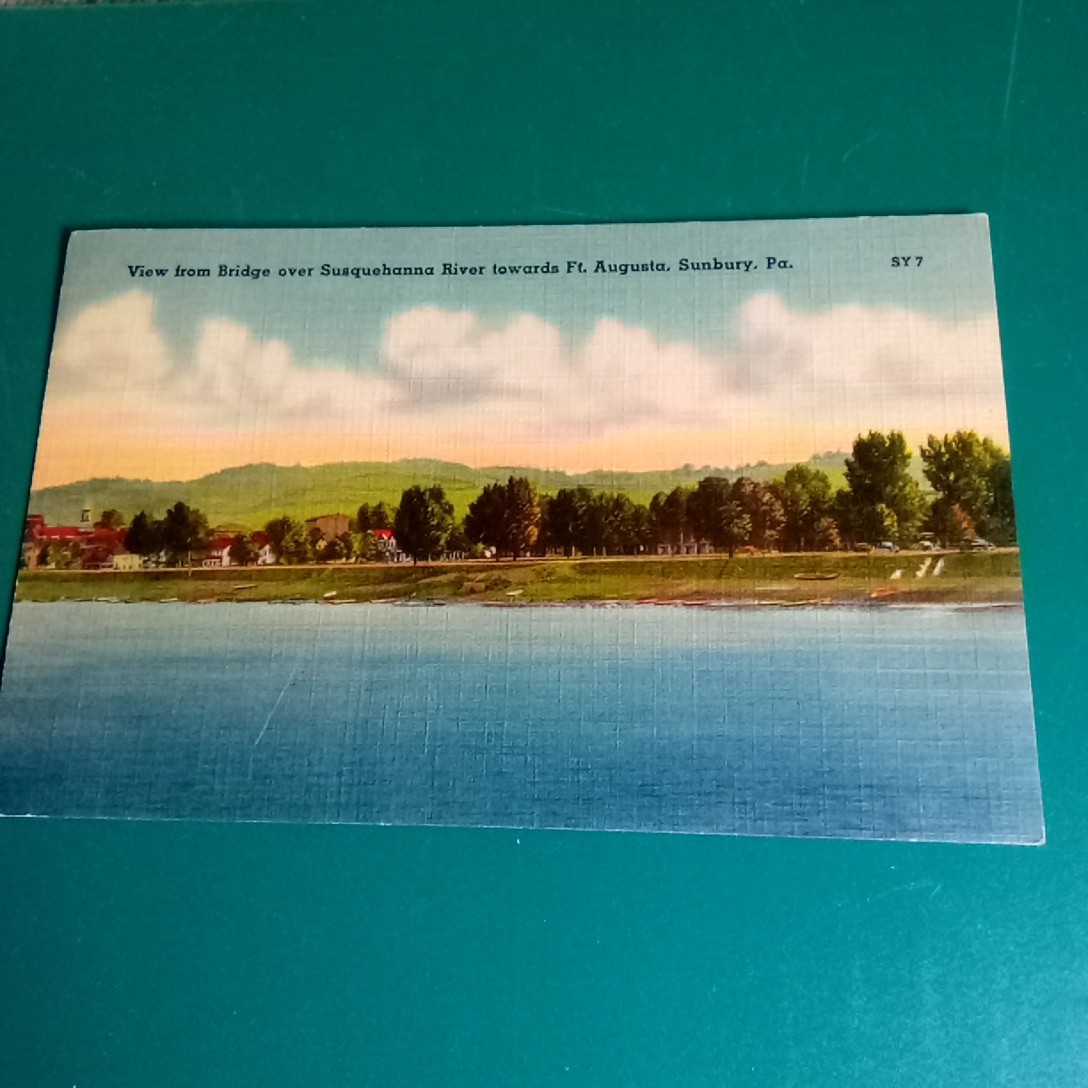 View from Bridge over Susquehanna River towards Ft. Augusta, Sunbury, Pa. SY 7